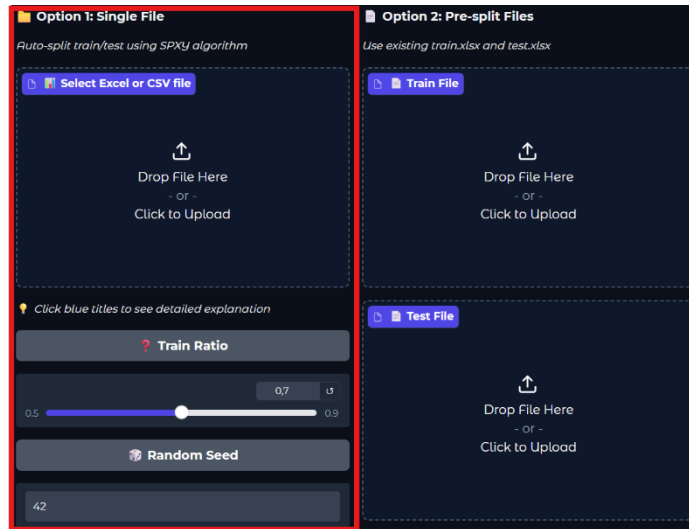 Option 1: Single File
Auto-split train/test using SPXY algorithm
Select Excel or CSV file
Drop File Here
- or -
Click to Upload
Click blue titles to see detailed explanation
Train Ratio
0,7
0.5
0.9
Random Seed
42
Option 2: Pre-split Files
Use existing train.xlsx and test.xlsx
Train File
Drop File Here
- or -
Click to Upload
Test File
Drop File Here
- or -
Click to Upload